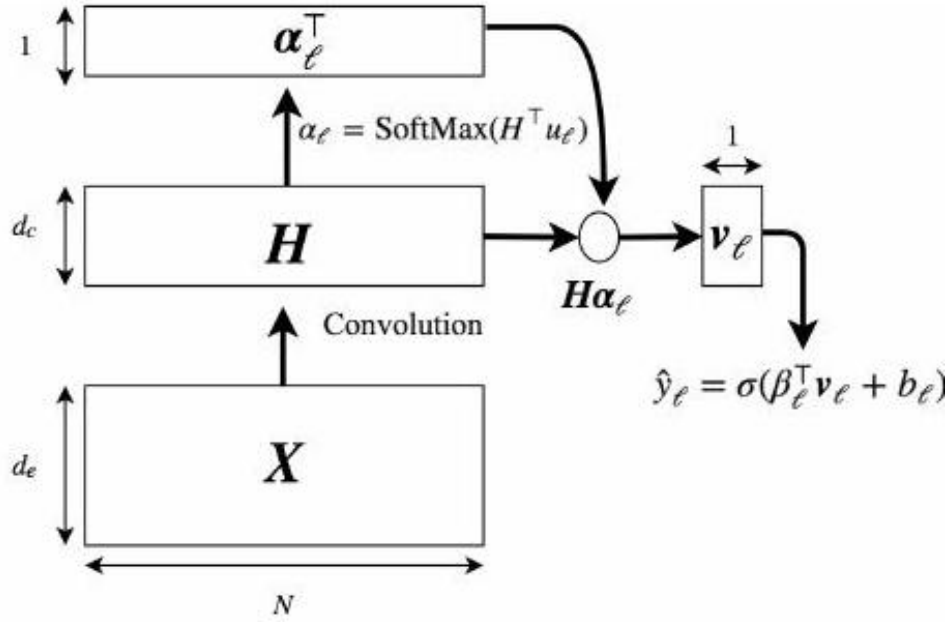 1
α_ℓ^⊤
α_ℓ = SoftMax(H^⊤ u_ℓ)
1
d_c
H
v_ℓ
Hα_ℓ
Convolution
ŷ_ℓ = σ(β_ℓ^⊤ v_ℓ + b_ℓ)
d_e
X
N